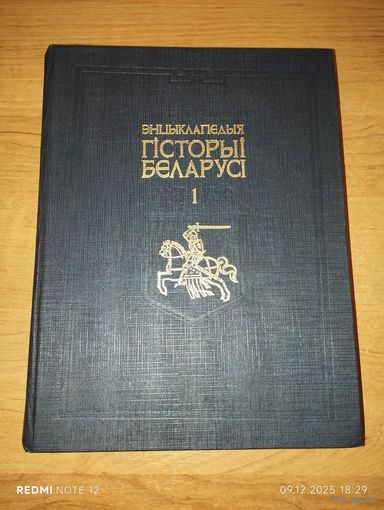 ЭНЦЫКЛАПЕДЫЯ
ГІСТОРЫІ
БЕЛАРУСІ
1
REDMI NOTE 12
09.12.2025 18:29